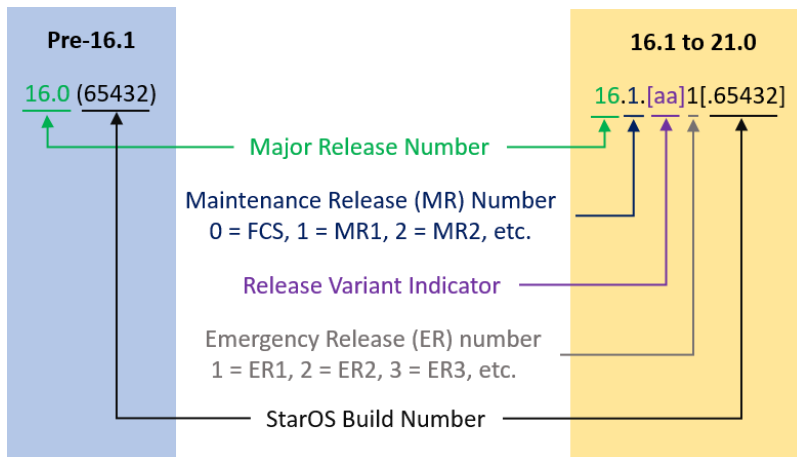 Pre-16.1
16.1 to 21.0
16.0 (65432)
16.1.[aa]1[.65432]
Major Release Number
Maintenance Release (MR) Number
0 = FCS, 1 = MR1, 2 = MR2, etc.
Release Variant Indicator
Emergency Release (ER) number
1 = ER1, 2 = ER2, 3 = ER3, etc.
StarOS Build Number